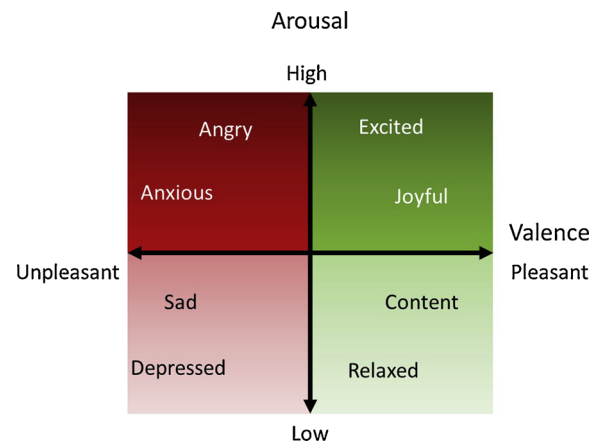 Arousal
High
Angry
Excited
Anxious
Joyful
Valence
Unpleasant
Pleasant
Sad
Content
Depressed
Relaxed
Low